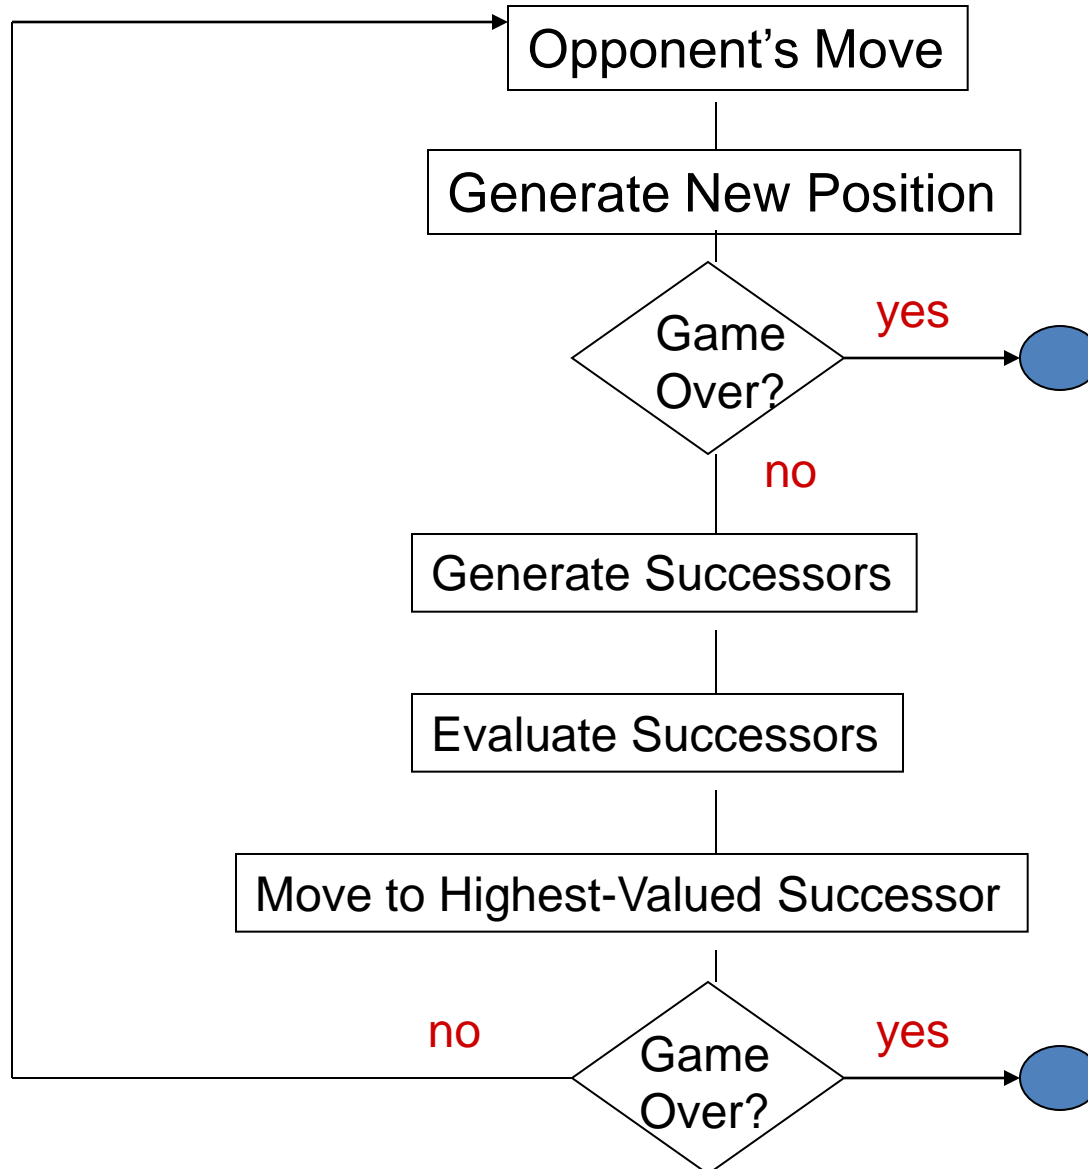 Opponent’s Move
Generate New Position
Game
Over?
yes
no
Generate Successors
Evaluate Successors
Move to Highest-Valued Successor
no
Game
Over?
yes